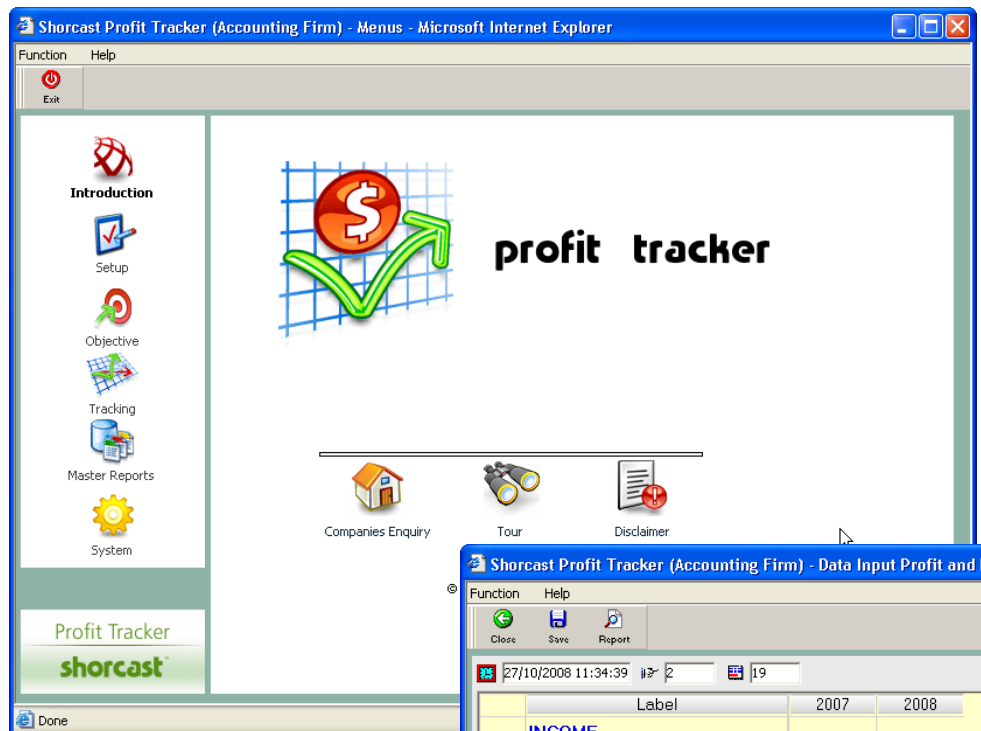 Shorcast Profit Tracker (Accounting Firm) - Menus - Microsoft Internet Explorer
Function Help
Exit
Introduction
Setup
Objective
Tracking
Master Reports
System
Profit Tracker
shorcast
profit tracker
Companies Enquiry Tour Disclaimer
©
Done
Shorcast Profit Tracker (Accounting Firm) - Data Input Profit and
Function Help
Close Save Report
27/10/2008 11:34:39 2 19
Label 2007 2008
INCOME